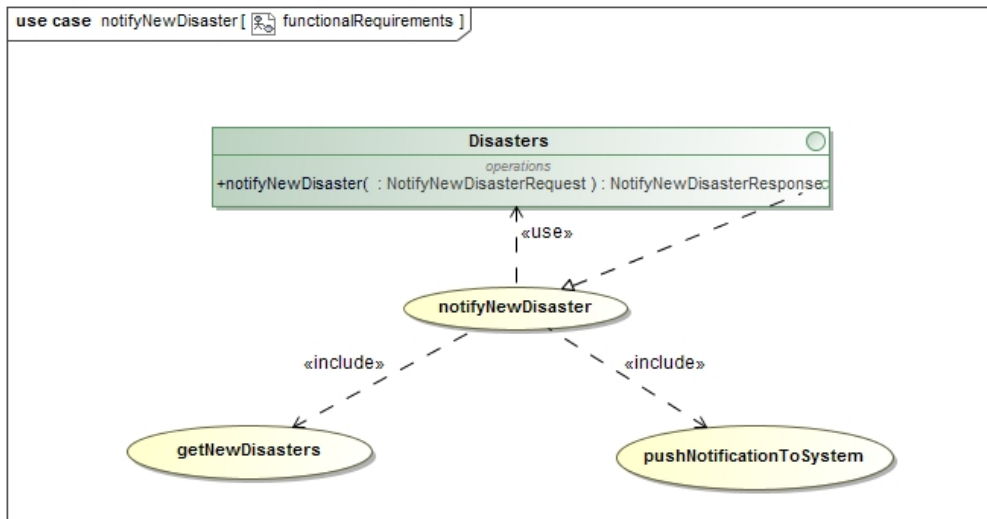 use case notifyNewDisaster [ functionalRequirements ]
Disasters
operations
+notifyNewDisaster( : NotifyNewDisasterRequest ) : NotifyNewDisasterResponse
«use»
notifyNewDisaster
«include» «include»
getNewDisasters
pushNotificationToSystem